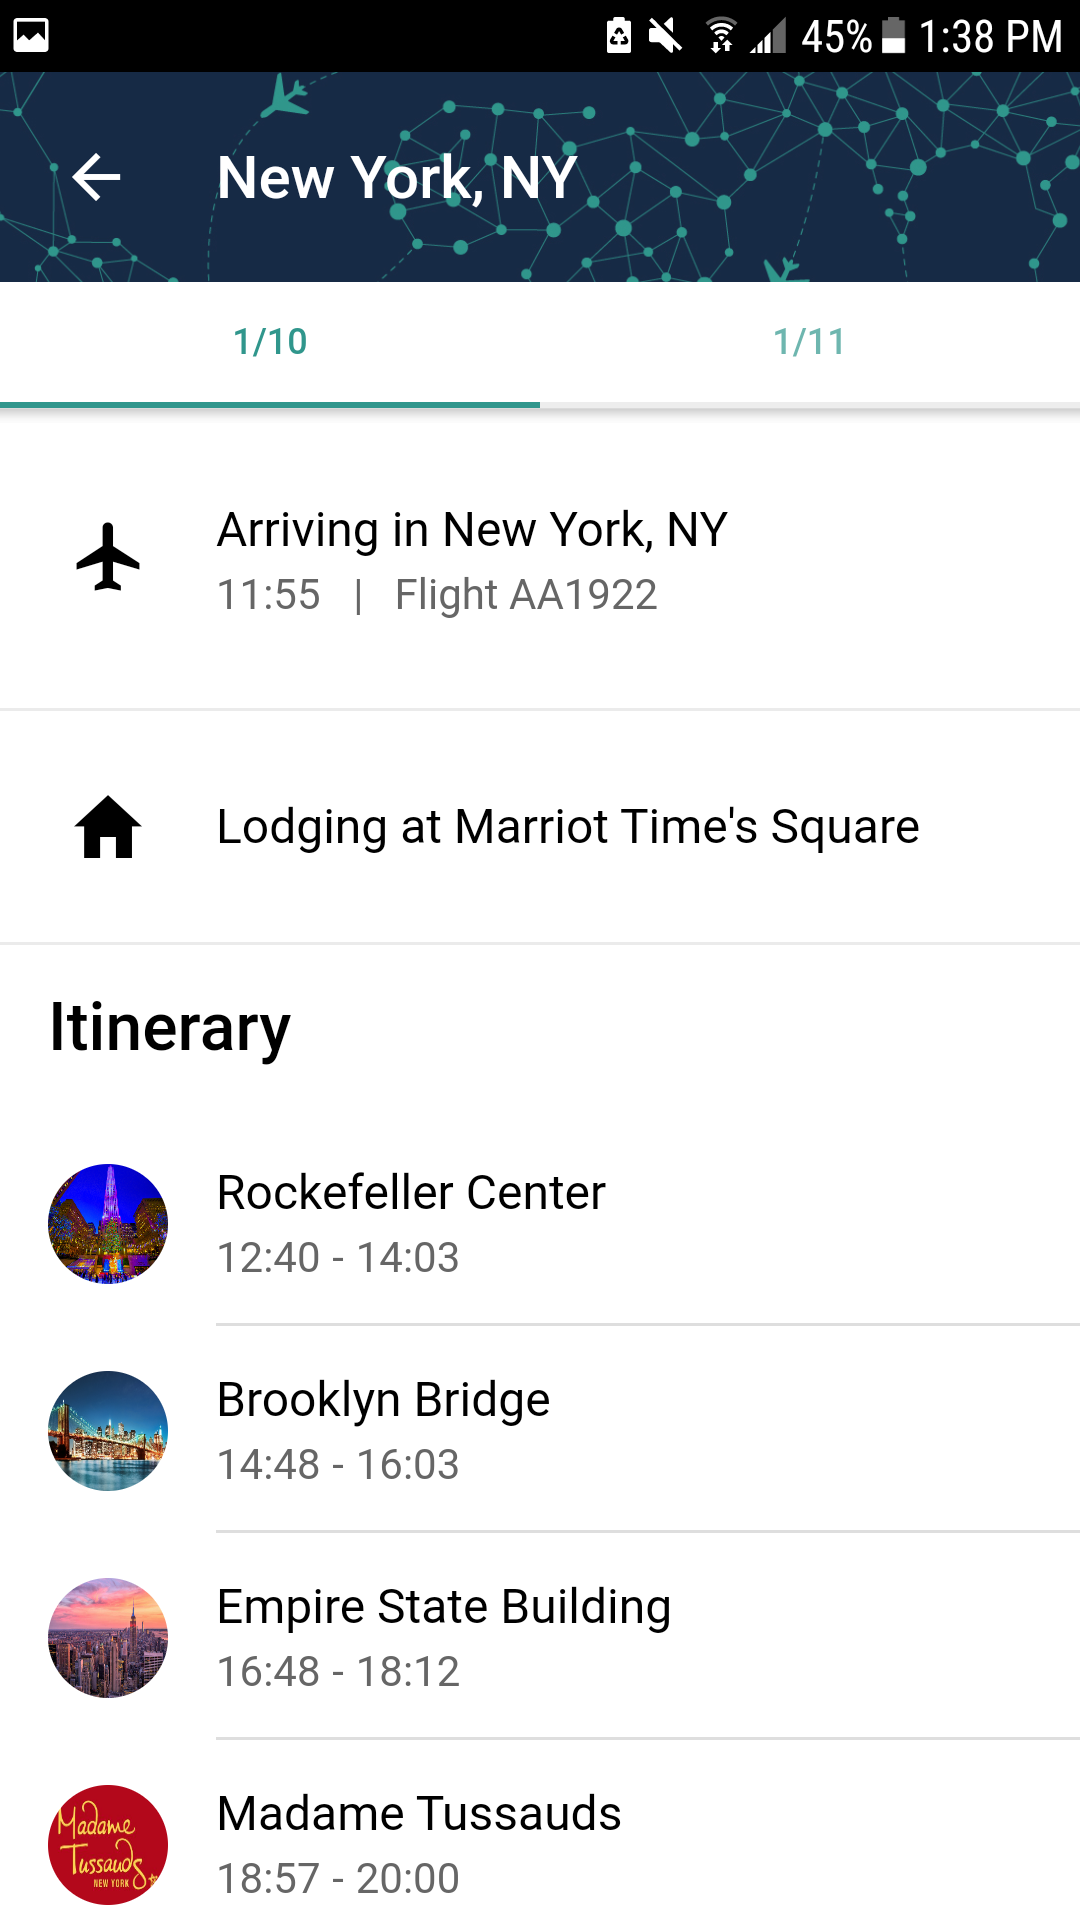 45% 1:38 PM
New York, NY
1/10
1/11
Arriving in New York, NY
11:55 | Flight AA1922
Lodging at Marriot Time's Square
Itinerary
Rockefeller Center
12:40 - 14:03
Brooklyn Bridge
14:48 - 16:03
Empire State Building
16:48 - 18:12
Madame Tussauds
NEW YORK
Madame Tussauds
18:57 - 20:00